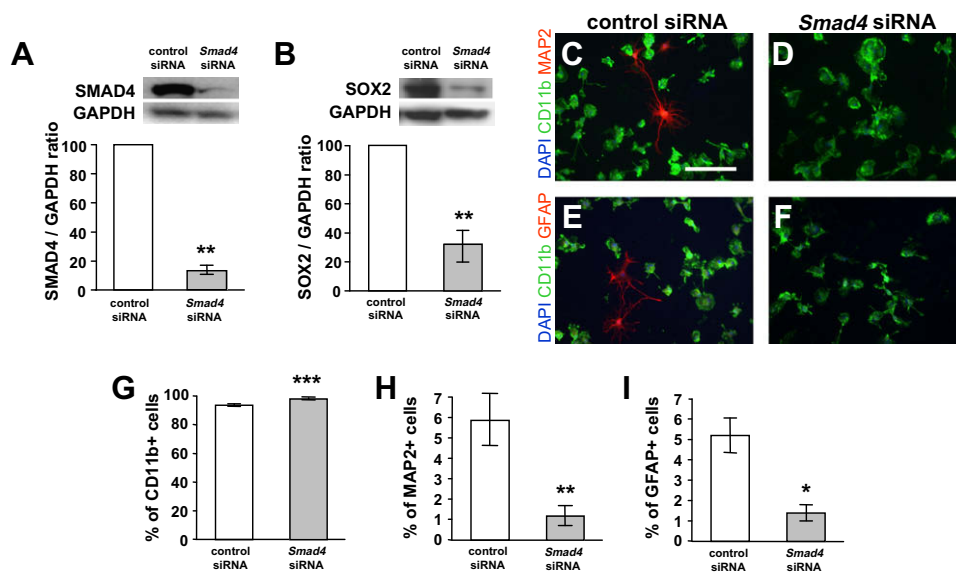 A
control Smad4
siRNA siRNA
SMAD4
GAPDH
SMAD4 / GAPDH ratio
100
80
60
40
20
0
**
control Smad4
siRNA siRNA
B
control Smad4
siRNA siRNA
SOX2
GAPDH
SOX2 / GAPDH ratio
100
80
60
40
20
0
**
control Smad4
siRNA siRNA
control siRNA
Smad4 siRNA
DAPI CD11b MAP2
C
D
DAPI CD11b GFAP
E
F
G
% of CD11b+ cells
100
80
60
40
20
0
***
control Smad4
siRNA siRNA
H
% of MAP2+ cells
7
6
5
4
3
2
1
0
**
control Smad4
siRNA siRNA
I
% of GFAP+ cells
7
6
5
4
3
2
1
0
*
control Smad4
siRNA siRNA